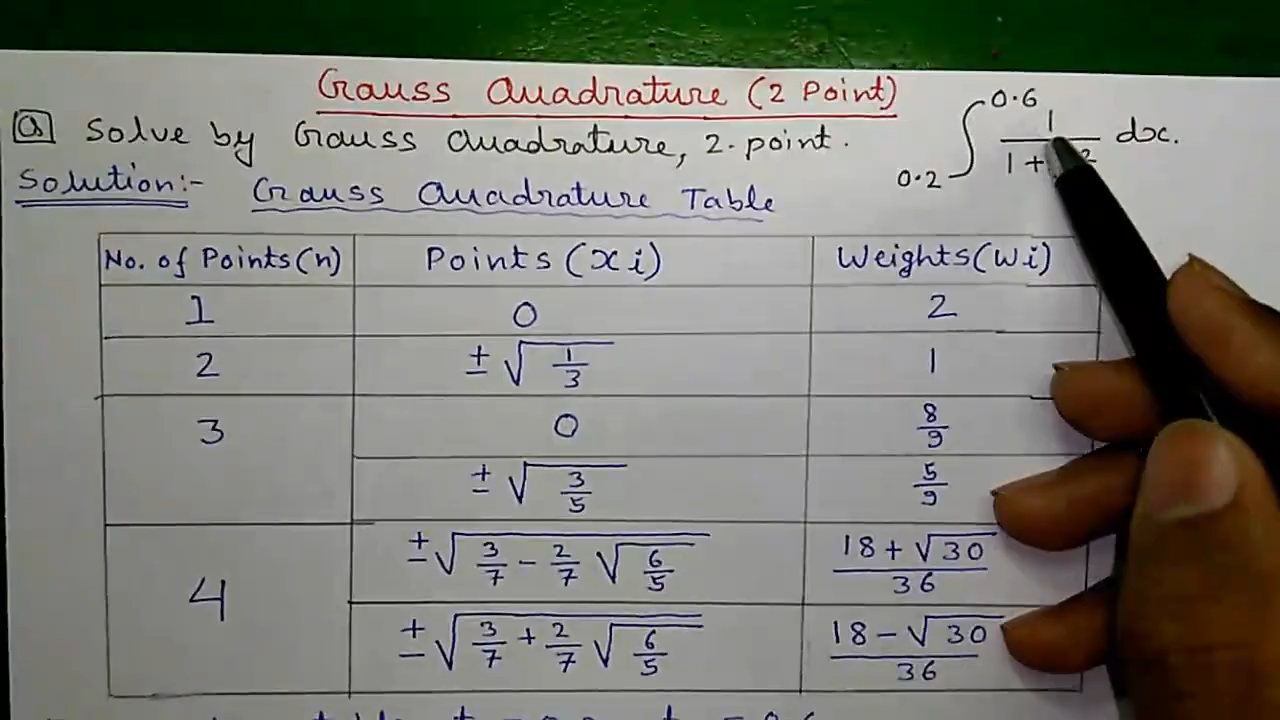 Gauss Quadrature (2 Point)
Q Solve by Gauss Quadrature, 2-point. ∫ 0.2 0.6 1 / 1 + 2 dx.
Solution:- Gauss Quadrature Table
No. of Points(n) Points (xi) Weights(wi)
1 0 2
2 ±√(1/3) 1
3 0 8/9
±√(3/5) 5/9
4 ±√(3/7 - 2/7 √(6/5)) (18+√30)/36
±√(3/7 + 2/7 √(6/5)) (18-√30)/36